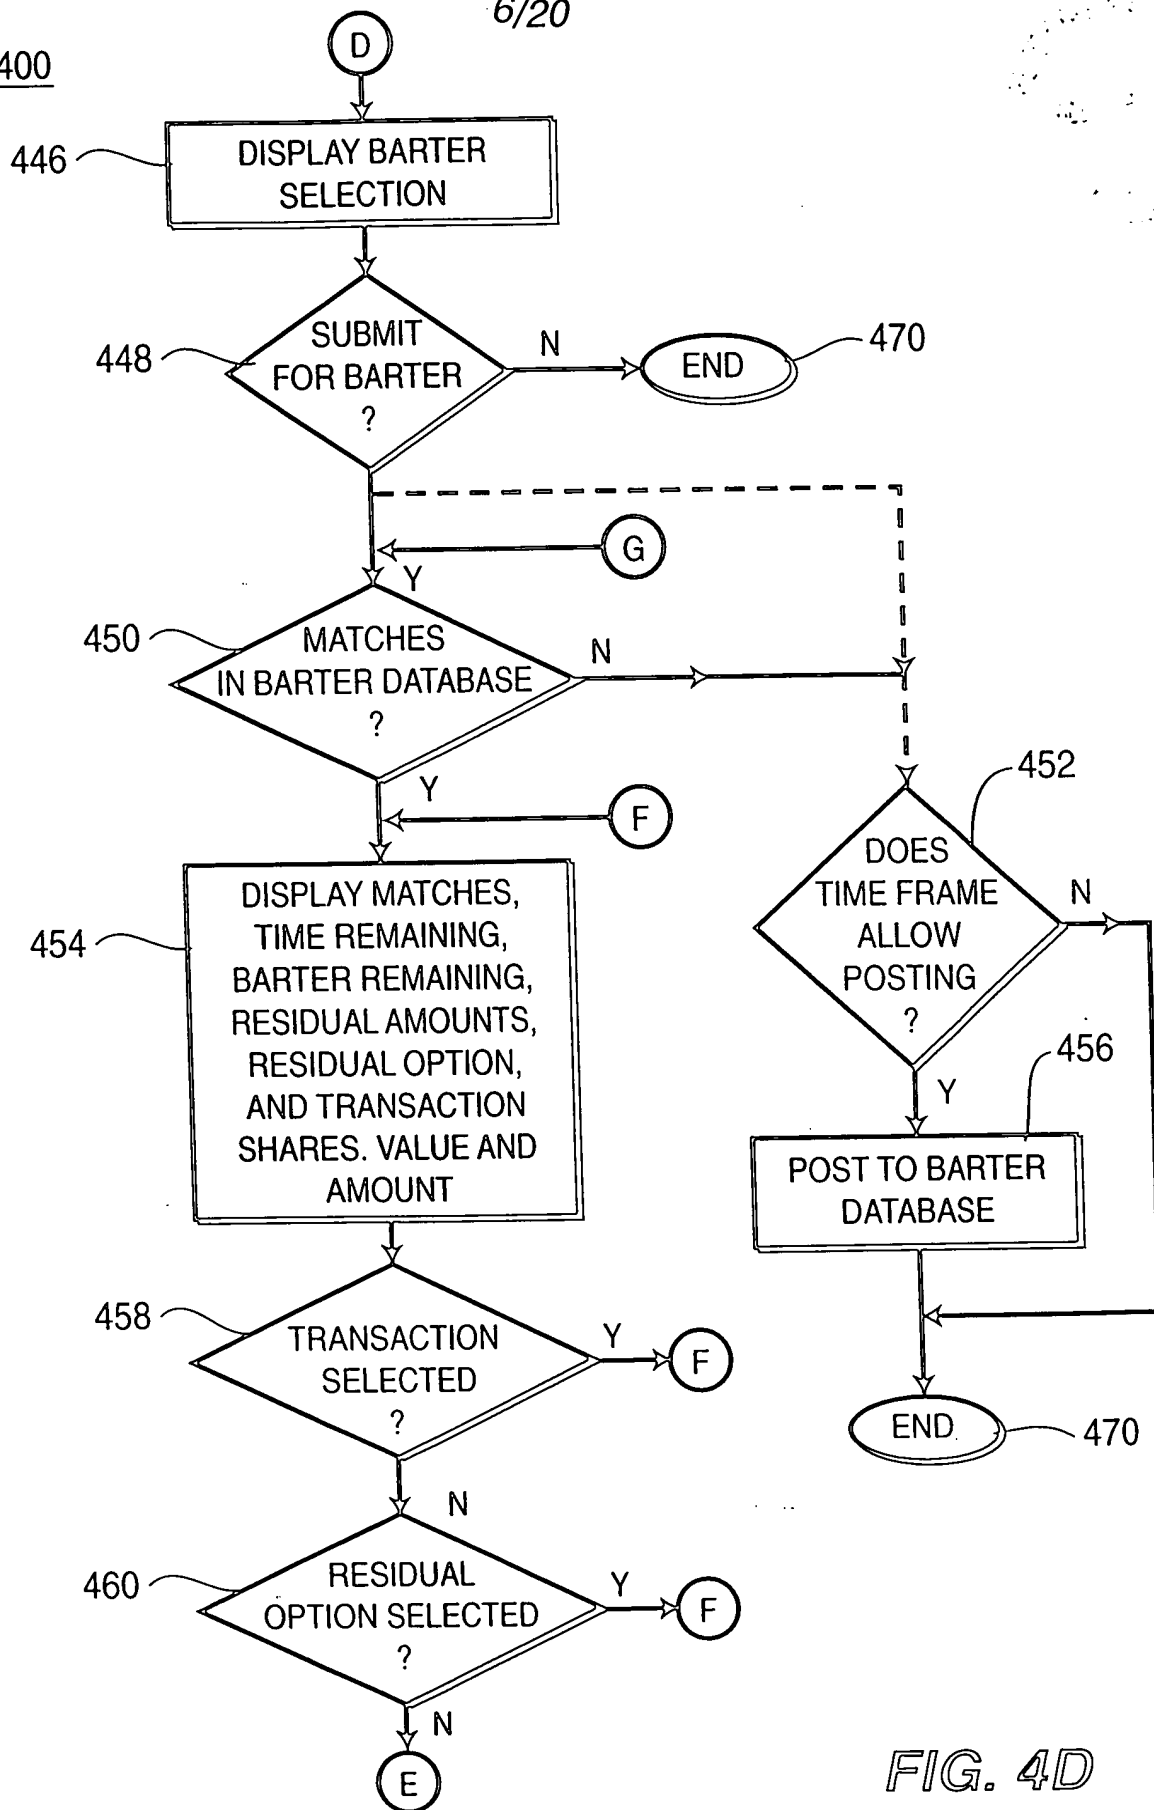 6/20
400
D
446
DISPLAY BARTER
SELECTION
448
SUBMIT
FOR BARTER
?
N
END
470
G
Y
450
MATCHES
IN BARTER DATABASE
?
N
Y
F
452
DOES
TIME FRAME
ALLOW
POSTING
?
N
Y
454
DISPLAY MATCHES,
TIME REMAINING,
BARTER REMAINING,
RESIDUAL AMOUNTS,
RESIDUAL OPTION,
AND TRANSACTION
SHARES. VALUE AND
AMOUNT
456
POST TO BARTER
DATABASE
458
TRANSACTION
SELECTED
?
Y
F
END
470
N
460
RESIDUAL
OPTION SELECTED
?
Y
F
N
E
FIG. 4D